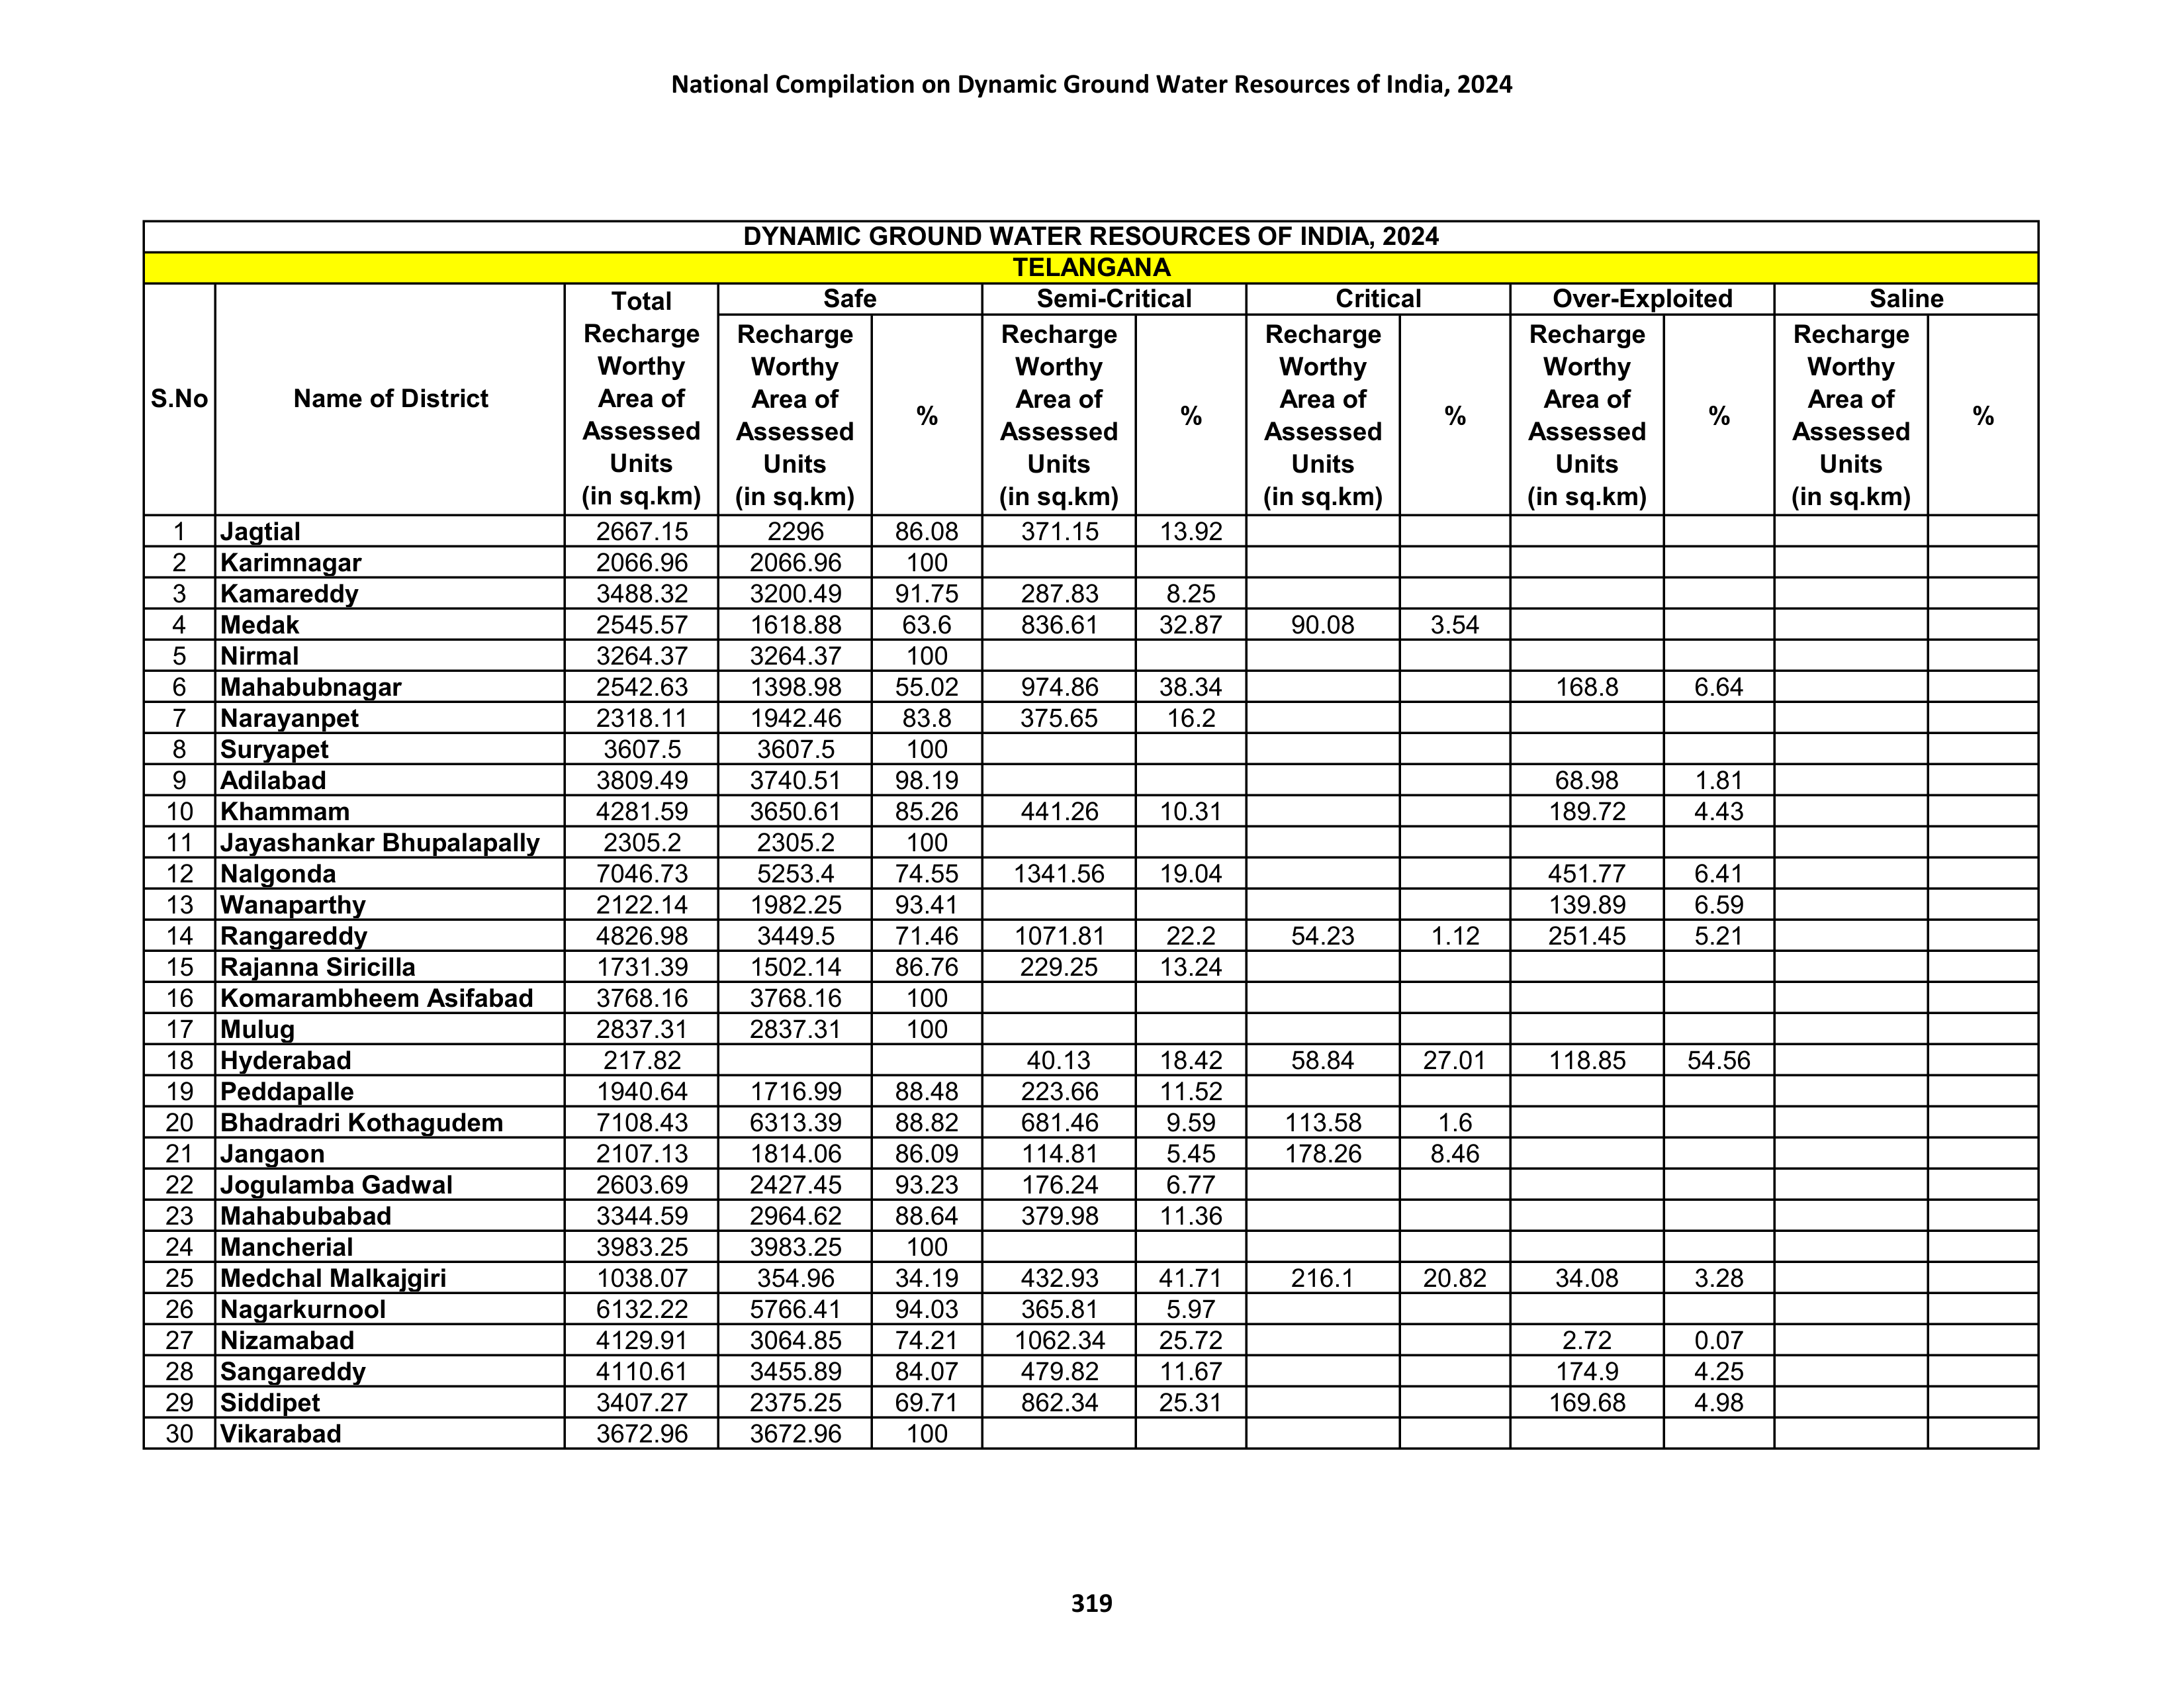 National Compilation on Dynamic Ground Water Resources of India, 2024
DYNAMIC GROUND WATER RESOURCES OF INDIA, 2024
TELANGANA
S.No Name of District Total Recharge Worthy Area of Assessed Units (in sq.km) Safe Semi-Critical Critical Over-Exploited Saline
Recharge Worthy Area of Assessed Units (in sq.km) % Recharge Worthy Area of Assessed Units (in sq.km) % Recharge Worthy Area of Assessed Units (in sq.km) % Recharge Worthy Area of Assessed Units (in sq.km) % Recharge Worthy Area of Assessed Units (in sq.km) %
1 Jagtial 2667.15 2296 86.08 371.15 13.92
2 Karimnagar 2066.96 2066.96 100
3 Kamareddy 3488.32 3200.49 91.75 287.83 8.25
4 Medak 2545.57 1618.88 63.6 836.61 32.87 90.08 3.54
5 Nirmal 3264.37 3264.37 100
6 Mahabubnagar 2542.63 1398.98 55.02 974.86 38.34 168.8 6.64
7 Narayanpet 2318.11 1942.46 83.8 375.65 16.2
8 Suryapet 3607.5 3607.5 100
9 Adilabad 3809.49 3740.51 98.19 68.98 1.81
10 Khammam 4281.59 3650.61 85.26 441.26 10.31 189.72 4.43
11 Jayashankar Bhupalapally 2305.2 2305.2 100
12 Nalgonda 7046.73 5253.4 74.55 1341.56 19.04 451.77 6.41
13 Wanaparthy 2122.14 1982.25 93.41 139.89 6.59
14 Rangareddy 4826.98 3449.5 71.46 1071.81 22.2 54.23 1.12 251.45 5.21
15 Rajanna Siricilla 1731.39 1502.14 86.76 229.25 13.24
16 Komarambheem Asifabad 3768.16 3768.16 100
17 Mulug 2837.31 2837.31 100
18 Hyderabad 217.82 40.13 18.42 58.84 27.01 118.85 54.56
19 Peddapalle 1940.64 1716.99 88.48 223.66 11.52
20 Bhadradri Kothagudem 7108.43 6313.39 88.82 681.46 9.59 113.58 1.6
21 Jangaon 2107.13 1814.06 86.09 114.81 5.45 178.26 8.46
22 Jogulamba Gadwal 2603.69 2427.45 93.23 176.24 6.77
23 Mahabubabad 3344.59 2964.62 88.64 379.98 11.36
24 Mancherial 3983.25 3983.25 100
25 Medchal Malkajgiri 1038.07 354.96 34.19 432.93 41.71 216.1 20.82 34.08 3.28
26 Nagarkurnool 6132.22 5766.41 94.03 365.81 5.97
27 Nizamabad 4129.91 3064.85 74.21 1062.34 25.72 2.72 0.07
28 Sangareddy 4110.61 3455.89 84.07 479.82 11.67 174.9 4.25
29 Siddipet 3407.27 2375.25 69.71 862.34 25.31 169.68 4.98
30 Vikarabad 3672.96 3672.96 100
319